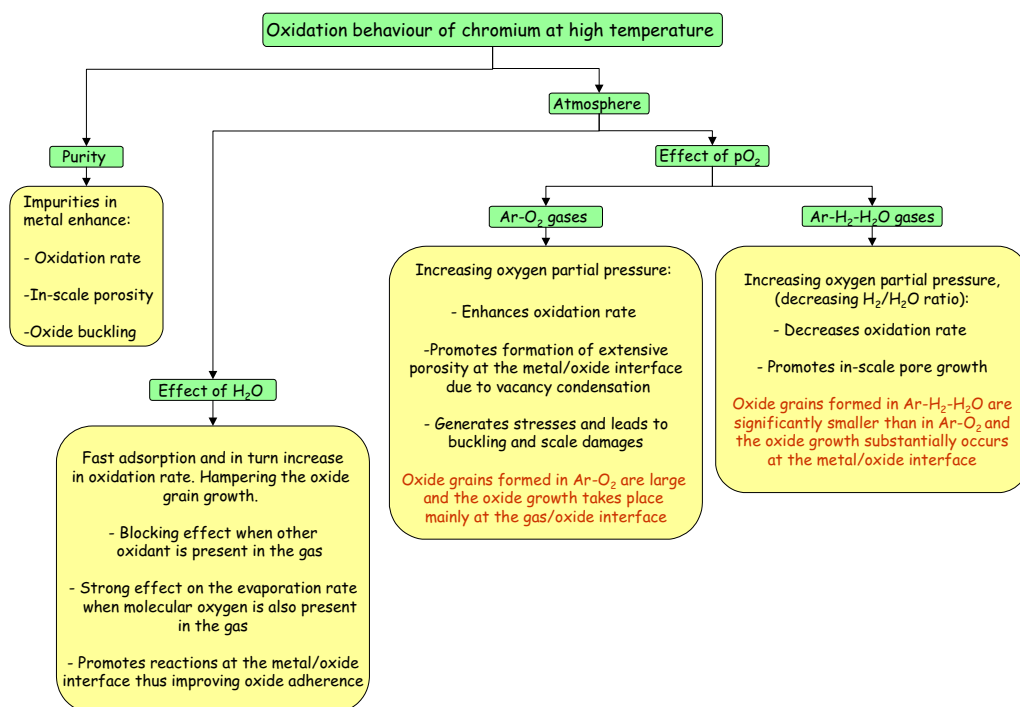 Oxidation behaviour of chromium at high temperature
Atmosphere
Purity
Effect of pO₂
Impurities in
metal enhance:
- Oxidation rate
-In-scale porosity
-Oxide buckling
Ar-O₂ gases
Ar-H₂-H₂O gases
Increasing oxygen partial pressure:
- Enhances oxidation rate
-Promotes formation of extensive
porosity at the metal/oxide interface
due to vacancy condensation
- Generates stresses and leads to
buckling and scale damages
Oxide grains formed in Ar-O₂ are large
and the oxide growth takes place
mainly at the gas/oxide interface
Increasing oxygen partial pressure,
(decreasing H₂/H₂O ratio):
- Decreases oxidation rate
- Promotes in-scale pore growth
Oxide grains formed in Ar-H₂-H₂O are
significantly smaller than in Ar-O₂ and
the oxide growth substantially occurs
at the metal/oxide interface
Effect of H₂O
Fast adsorption and in turn increase
in oxidation rate. Hampering the oxide
grain growth.
- Blocking effect when other
oxidant is present in the gas
- Strong effect on the evaporation rate
when molecular oxygen is also present
in the gas
- Promotes reactions at the metal/oxide
interface thus improving oxide adherence